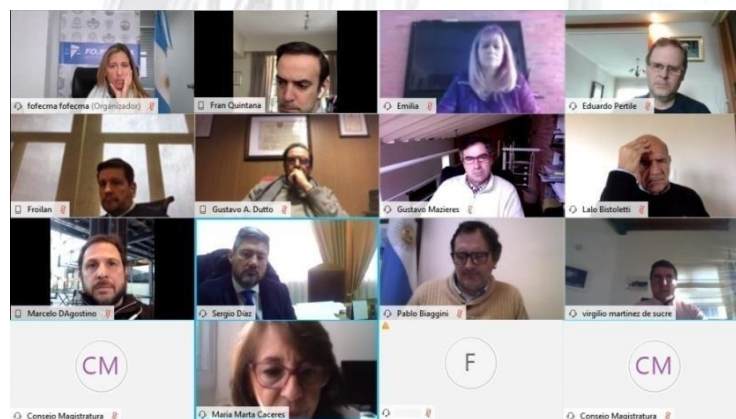 FO.FE
fofecma fofecma (Organizador)
Fran Quintana
Emilia
Eduardo Pertile
Froilan
Gustavo A. Dutto
Gustavo Mazieres
Lalo Bistoletti
Marcelo DAgostino
Sergio Díaz
Pablo Biaggini
virgilio martinez de sucre
CM
F
CM
Consejo Magistratura
Maria Marta Caceres
Consejo Magistratura